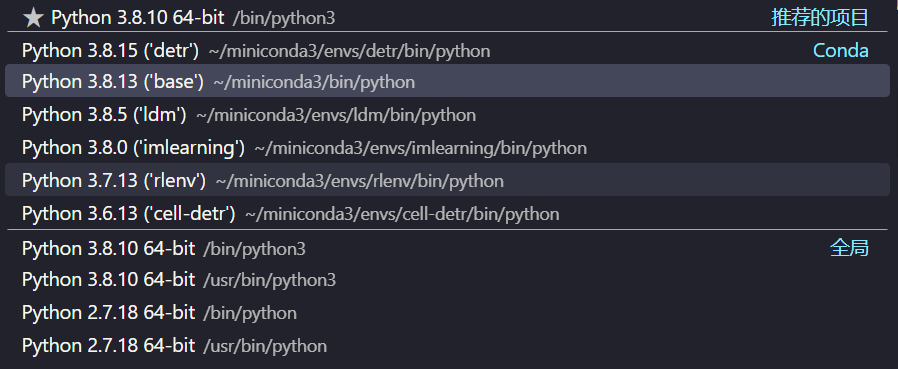 ★ Python 3.8.10 64-bit /bin/python3 推荐的项目
Python 3.8.15 ('detr') ~/miniconda3/envs/detr/bin/python Conda
Python 3.8.13 ('base') ~/miniconda3/bin/python
Python 3.8.5 ('ldm') ~/miniconda3/envs/ldm/bin/python
Python 3.8.0 ('imlearning') ~/miniconda3/envs/imlearning/bin/python
Python 3.7.13 ('rlenv') ~/miniconda3/envs/rlenv/bin/python
Python 3.6.13 ('cell-detr') ~/miniconda3/envs/cell-detr/bin/python
Python 3.8.10 64-bit /bin/python3 全局
Python 3.8.10 64-bit /usr/bin/python3
Python 2.7.18 64-bit /bin/python
Python 2.7.18 64-bit /usr/bin/python